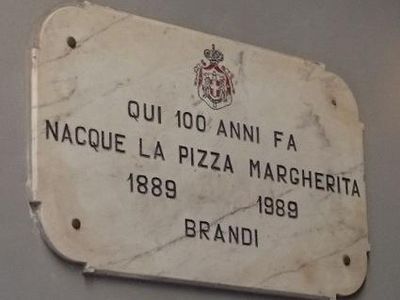 QUI 100 ANNI FA
NACQUE LA PIZZA MARGHERITA
1889 1989
BRANDI